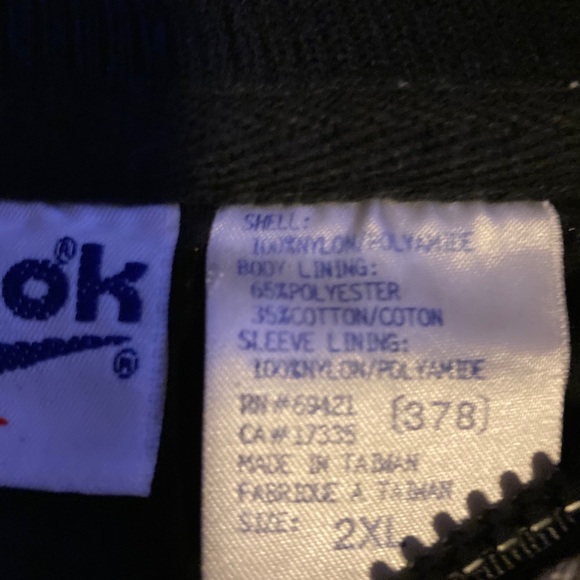 ok®
®
SHELL:
100%NYLON/POLYAMIDE
BODY LINING:
65%POLYESTER
35%COTTON/COTON
SLEEVE LINING:
100%NYLON/POLYAMIDE
RN#69421 (378)
CA#17335
MADE IN TAIWAN
FABRIQUE A TAIWAN
SIZE: 2XL